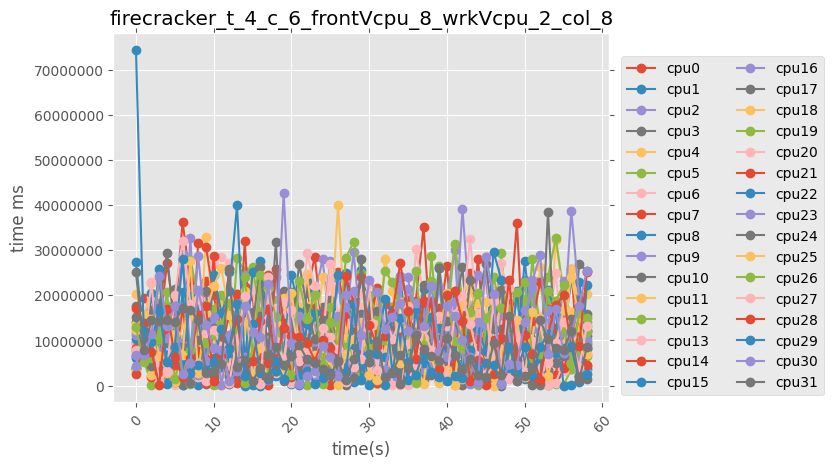 firecracker_t_4_c_6_frontVcpu_8_wrkVcpu_2_col_8
time ms
70000000
60000000
50000000
40000000
30000000
20000000
10000000
0
0
10
20
30
40
50
60
time(s)
cpu0
cpu1
cpu2
cpu3
cpu4
cpu5
cpu6
cpu7
cpu8
cpu9
cpu10
cpu11
cpu12
cpu13
cpu14
cpu15
cpu16
cpu17
cpu18
cpu19
cpu20
cpu21
cpu22
cpu23
cpu24
cpu25
cpu26
cpu27
cpu28
cpu29
cpu30
cpu31